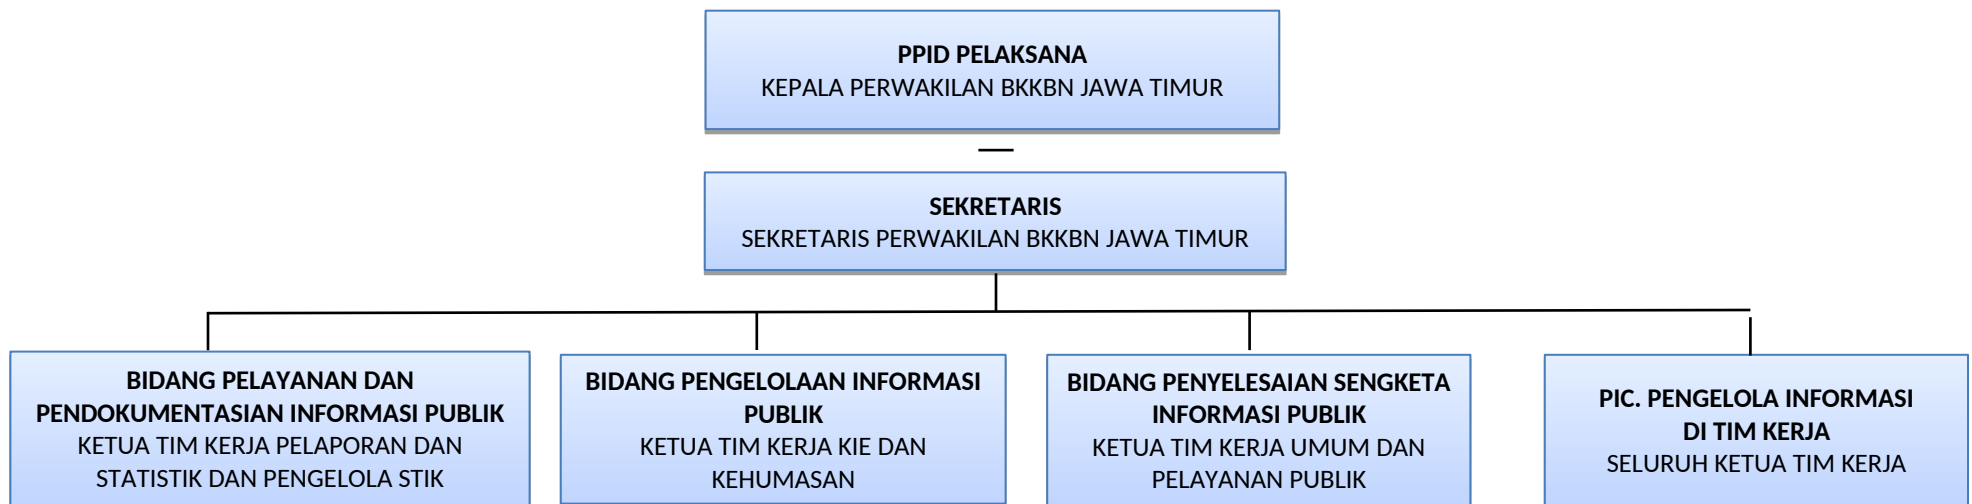 PPID PELAKSANA
KEPALA PERWAKILAN BKKBN JAWA TIMUR
SEKRETARIS
SEKRETARIS PERWAKILAN BKKBN JAWA TIMUR
BIDANG PELAYANAN DAN
PENDOKUMENTASIAN INFORMASI PUBLIK
KETUA TIM KERJA PELAPORAN DAN
STATISTIK DAN PENGELOLA STIK
BIDANG PENGELOLAAN INFORMASI
PUBLIK
KETUA TIM KERJA KIE DAN
KEHUMASAN
BIDANG PENYELESAIAN SENGKETA
INFORMASI PUBLIK
KETUA TIM KERJA UMUM DAN
PELAYANAN PUBLIK
PIC. PENGELOLA INFORMASI
DI TIM KERJA
SELURUH KETUA TIM KERJA